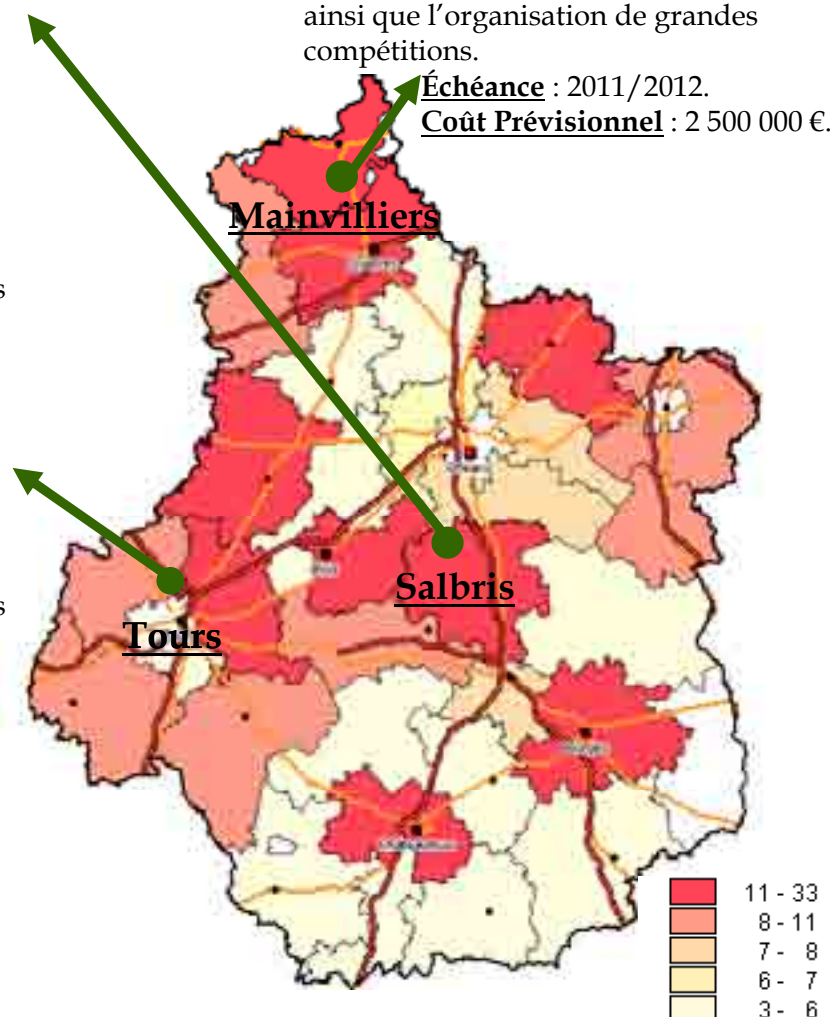 ainsi que l'organisation de grandes
compétitions.
Échéance : 2011/2012.
Coût Prévisionnel : 2 500 000 €.
Mainvilliers
s
Salbris
s
Tours
11 - 33
8 - 11
7 - 8
6 - 7
3 - 6